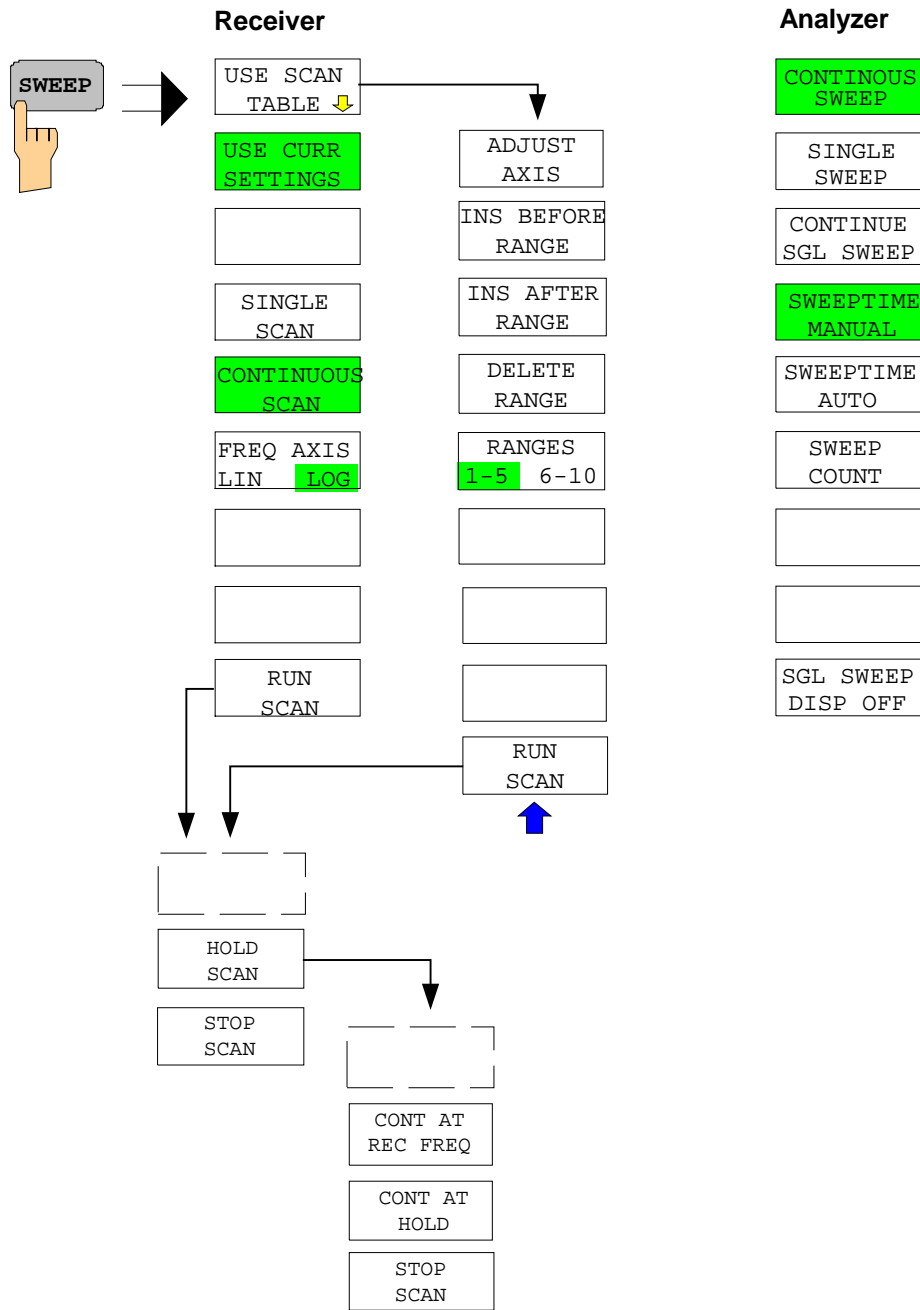 Receiver
Analyzer
SWEEP
USE SCAN
TABLE
USE CURR
SETTINGS
SINGLE
SCAN
CONTINUOUS
SCAN
FREQ AXIS
LIN LOG
RUN
SCAN
ADJUST
AXIS
INS BEFORE
RANGE
INS AFTER
RANGE
DELETE
RANGE
RANGES
1-5 6-10
RUN
SCAN
HOLD
SCAN
STOP
SCAN
CONT AT
REC FREQ
CONT AT
HOLD
STOP
SCAN
CONTINOUS
SWEEP
SINGLE
SWEEP
CONTINUE
SGL SWEEP
SWEEPTIME
MANUAL
SWEEPTIME
AUTO
SWEEP
COUNT
SGL SWEEP
DISP OFF